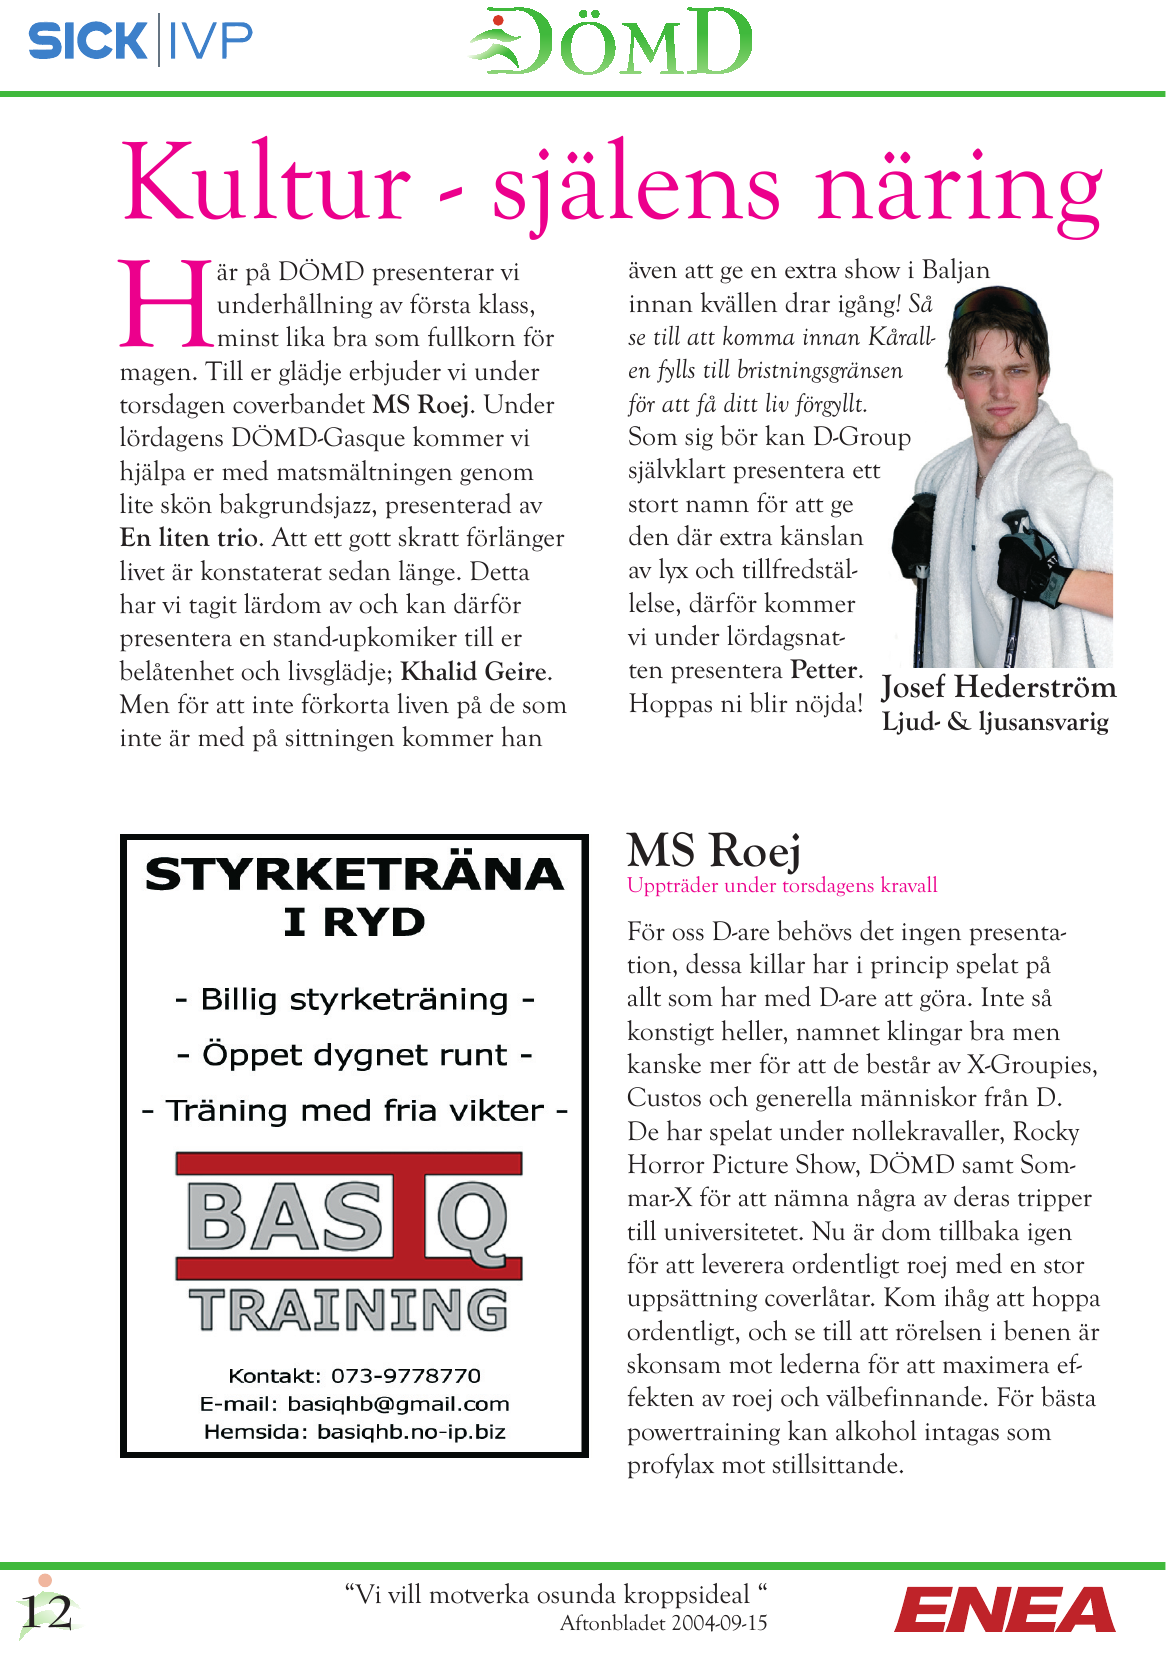 SICK IVP
DÖMD
Kultur - själens näring
Här på DÖMD presenterar vi
underhållning av första klass,
minst lika bra som fullkorn för
magen. Till er glädje erbjuder vi under
torsdagen coverbandet MS Roej. Under
lördagens DÖMD-Gasque kommer vi
hjälpa er med matsmältningen genom
lite skön bakgrundsjazz, presenterad av
En liten trio. Att ett gott skratt förlänger
livet är konstaterat sedan länge. Detta
har vi tagit lärdom av och kan därför
presentera en stand-upkomiker till er
belåtenhet och livsglädje; Khalid Geire.
Men för att inte förkorta liven på de som
inte är med på sittningen kommer han
även att ge en extra show i Baljan
innan kvällen drar igång! Så
se till att komma innan Kårall-
en fylls till bristningsgränsen
för att få ditt liv förgyllt.
Som sig bör kan D-Group
självklart presentera ett
stort namn för att ge
den där extra känslan
av lyx och tillfredstäl-
lelse, därför kommer
vi under lördagsnat-
ten presentera Petter.
Hoppas ni blir nöjda!
Josef Hederström
Ljud- & ljusansvarig
STYRKETRÄNA
I RYD
- Billig styrketräning -
- Öppet dygnet runt -
- Träning med fria vikter -
BASIQ
TRAINING
Kontakt: 073-9778770
E-mail: basiqhb@gmail.com
Hemsida: basiqhb.no-ip.biz
MS Roej
Uppträder under torsdagens kravall
För oss D-are behövs det ingen presenta-
tion, dessa killar har i princip spelat på
allt som har med D-are att göra. Inte så
konstigt heller, namnet klingar bra men
kanske mer för att de består av X-Groupies,
Custos och generella människor från D.
De har spelat under nollekravaller, Rocky
Horror Picture Show, DÖMD samt Som-
mar-X för att nämna några av deras tripper
till universitetet. Nu är dom tillbaka igen
för att leverera ordentligt roej med en stor
uppsättning coverlåtar. Kom ihåg att hoppa
ordentligt, och se till att rörelsen i benen är
skonsam mot lederna för att maximera ef-
fekten av roej och välbefinnande. För bästa
powertraining kan alkohol intagas som
profylax mot stillsittande.
12
“Vi vill motverka osunda kroppsideal “
Aftonbladet 2004-09-15
ENEA